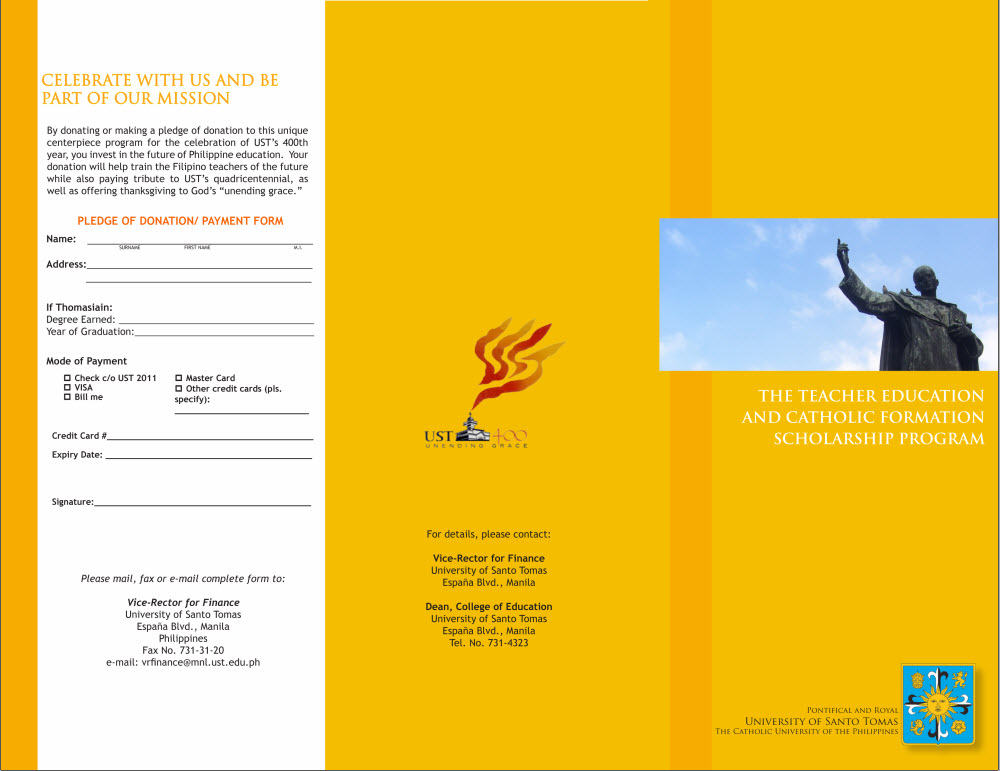 CELEBRATE WITH US AND BE
PART OF OUR MISSION
By donating or making a pledge of donation to this unique
centerpiece program for the celebration of UST's 400th
year, you invest in the future of Philippine education. Your
donation will help train the Filipino teachers of the future
while also paying tribute to UST's quadricentennial, as
well as offering thanksgiving to God's “unending grace.”
PLEDGE OF DONATION/ PAYMENT FORM
Name:
SURNAME FIRST NAME M.I.
Address:
If Thomasiain:
Degree Earned:
Year of Graduation:
Mode of Payment
Check c/o UST 2011
VISA
Bill me
Master Card
Other credit cards (pls.
specify):
Credit Card #
Expiry Date:
Signature:
Please mail, fax or e-mail complete form to:
Vice-Rector for Finance
University of Santo Tomas
España Blvd., Manila
Philippines
Fax No. 731-31-20
e-mail: vrfinance@mnl.ust.edu.ph
UST 400
UNENDING GRACE
For details, please contact:
Vice-Rector for Finance
University of Santo Tomas
España Blvd., Manila
Dean, College of Education
University of Santo Tomas
España Blvd., Manila
Tel. No. 731-4323
THE TEACHER EDUCATION
AND CATHOLIC FORMATION
SCHOLARSHIP PROGRAM
PONTIFICAL AND ROYAL
UNIVERSITY OF SANTO TOMAS
THE CATHOLIC UNIVERSITY OF THE PHILIPPINES